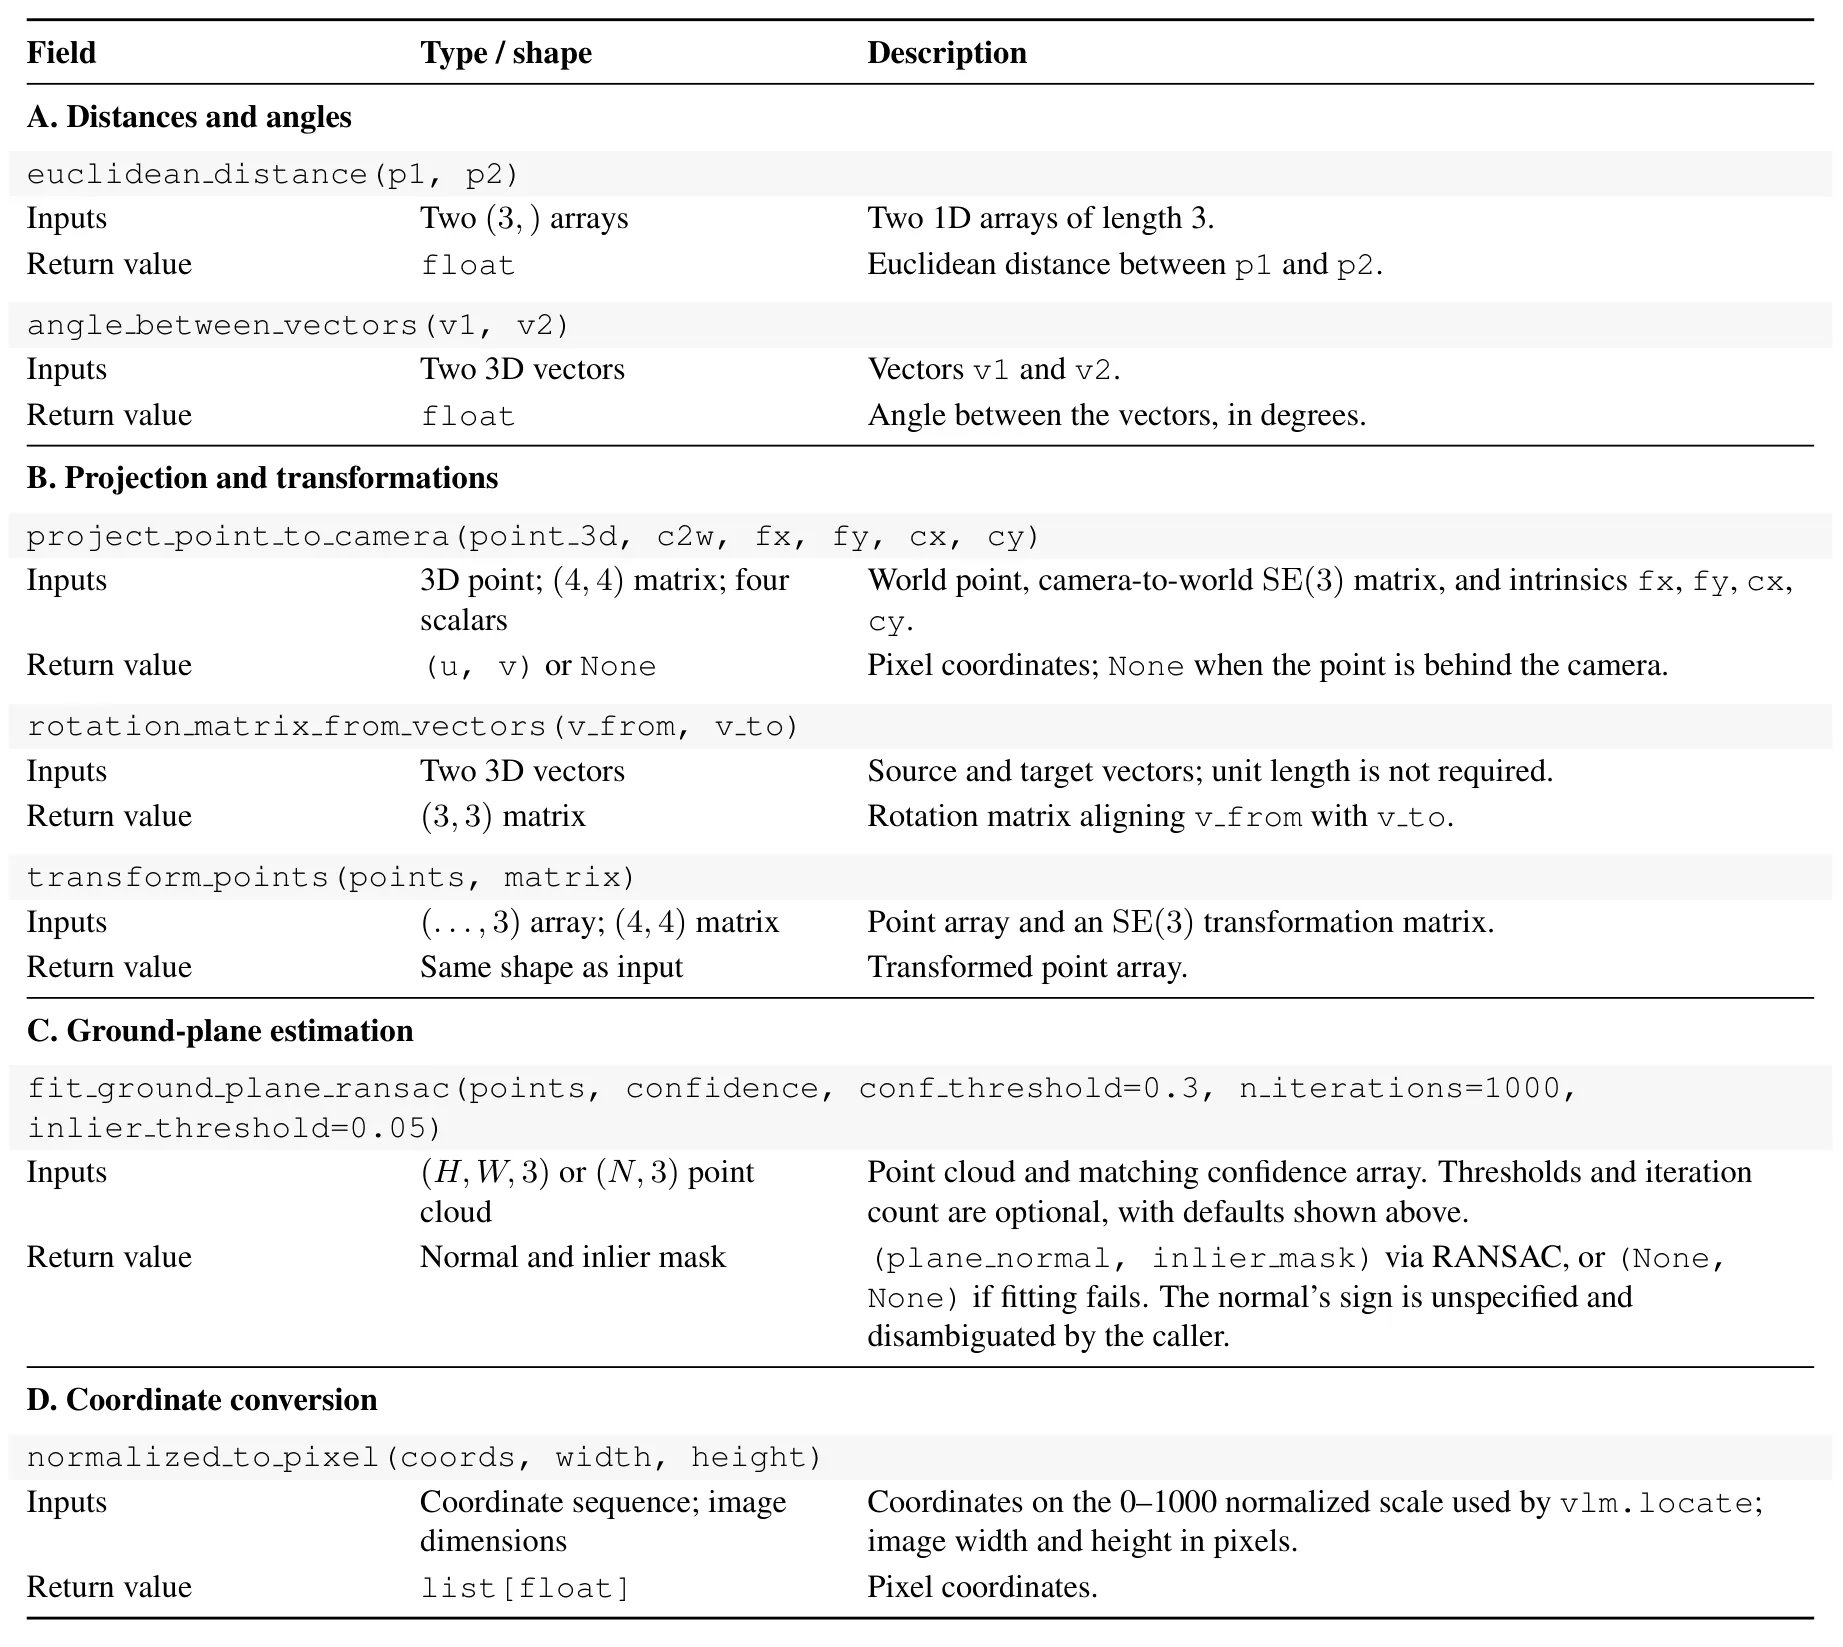 Field Type / shape Description
A. Distances and angles
euclidean_distance(p1, p2)
Inputs Two (3, ) arrays Two 1D arrays of length 3.
Return value float Euclidean distance between p1 and p2.
angle_between_vectors(v1, v2)
Inputs Two 3D vectors Vectors v1 and v2.
Return value float Angle between the vectors, in degrees.
B. Projection and transformations
project_point_to_camera(point_3d, c2w, fx, fy, cx, cy)
Inputs 3D point; (4, 4) matrix; four World point, camera-to-world SE(3) matrix, and intrinsics fx, fy, cx,
scalars cy.
Return value (u, v) or None Pixel coordinates; None when the point is behind the camera.
rotation_matrix_from_vectors(v_from, v_to)
Inputs Two 3D vectors Source and target vectors; unit length is not required.
Return value (3, 3) matrix Rotation matrix aligning v_from with v_to.
transform_points(points, matrix)
Inputs (..., 3) array; (4, 4) matrix Point array and an SE(3) transformation matrix.
Return value Same shape as input Transformed point array.
C. Ground-plane estimation
fit_ground_plane_ransac(points, confidence, conf_threshold=0.3, n_iterations=1000,
inlier_threshold=0.05)
Inputs (H, W, 3) or (N, 3) point Point cloud and matching confidence array. Thresholds and iteration
cloud count are optional, with defaults shown above.
Return value Normal and inlier mask (plane_normal, inlier_mask) via RANSAC, or (None,
None) if fitting fails. The normal's sign is unspecified and
disambiguated by the caller.
D. Coordinate conversion
normalized_to_pixel(coords, width, height)
Inputs Coordinate sequence; image Coordinates on the 0–1000 normalized scale used by vlm.locate;
dimensions image width and height in pixels.
Return value list[float] Pixel coordinates.